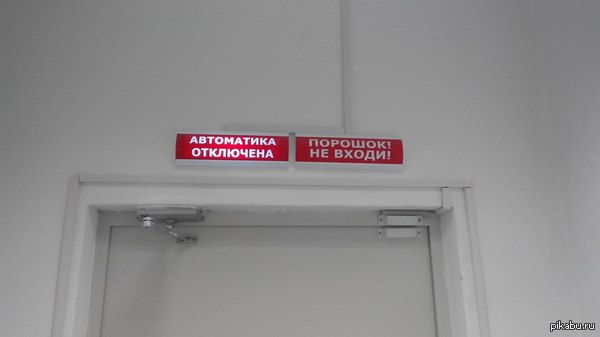 АВТОМАТИКА
ОТКЛЮЧЕНА
ПОРОШОК!
НЕ ВХОДИ!
pikabu.ru